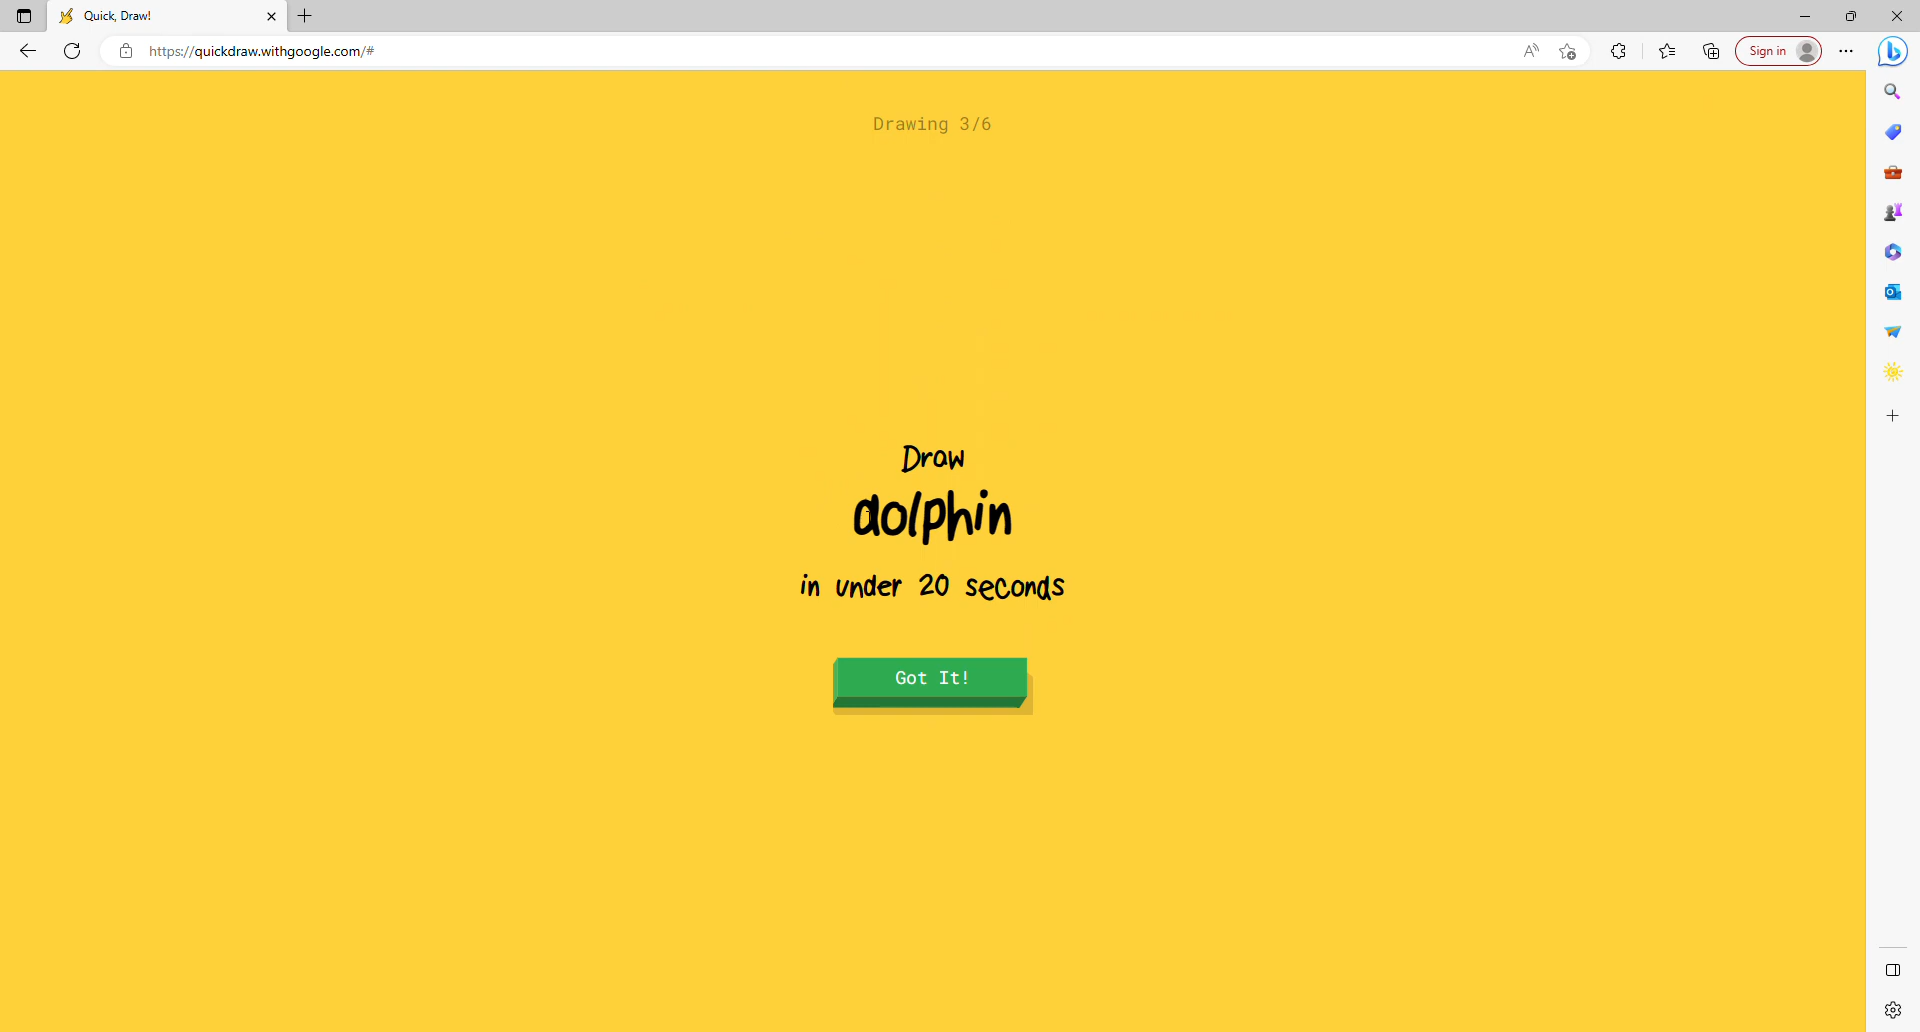 Quick, Draw!
https://quickdraw.withgoogle.com/#
Sign in
Drawing 3/6
Draw
dolphin
in under 20 seconds
Got It!